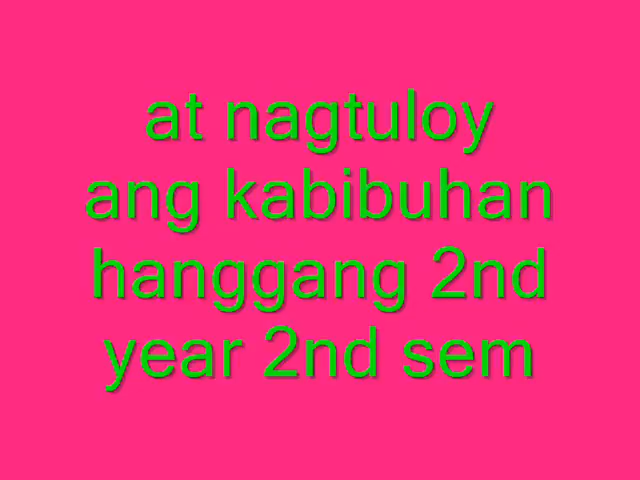 at nagtuloy
ang kabibuhan
hanggang 2nd
year 2nd sem